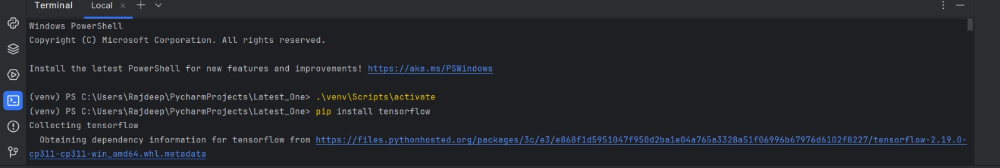 Terminal Local
Windows PowerShell
Copyright (C) Microsoft Corporation. All rights reserved.
Install the latest PowerShell for new features and improvements! https://aka.ms/PSWindows
(venv) PS C:\Users\Rajdeep\PycharmProjects\Latest_One> .\venv\Scripts\activate
(venv) PS C:\Users\Rajdeep\PycharmProjects\Latest_One> pip install tensorflow
Collecting tensorflow
Obtaining dependency information for tensorflow from https://files.pythonhosted.org/packages/3c/e3/e868f1d5951047f950d2ba1e04a765a3328a51f06996b67976d6102f8227/tensorflow-2.19.0-
cp311-cp311-win_amd64.whl.metadata